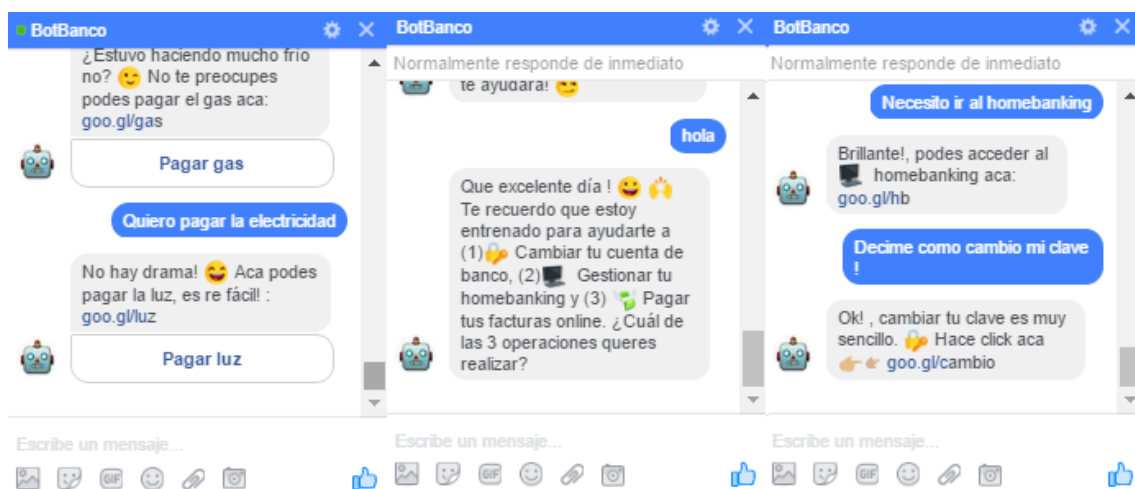 BotBanco
¿Estuvo haciendo mucho frio
no? 😉 No te preocupes
podes pagar el gas aca:
goo.gl/gas
Pagar gas
Quiero pagar la electricidad
No hay drama! 😄 Aca podes
pagar la luz, es re fácil! :
goo.gl/luz
Pagar luz
Escribe un mensaje...
GIF
BotBanco
Normalmente responde de inmediato
te ayudara! 😊
hola
Que excelente día ! 😀 🙌
Te recuerdo que estoy
entrenado para ayudarte a
(1)🔐 Cambiar tu cuenta de
banco, (2)🖥 Gestionar tu
homebanking y (3) 💸 Pagar
tus facturas online. ¿Cuál de
las 3 operaciones queres
realizar?
Escribe un mensaje...
GIF
BotBanco
Normalmente responde de inmediato
Necesito ir al homebanking
Brillante!, podes acceder al
🖥 homebanking aca:
goo.gl/hb
Decime como cambio mi clave
!
Ok! , cambiar tu clave es muy
sencillo. 🔐 Hace click aca
👉🏼👉🏼 goo.gl/cambio
Escribe un mensaje...
GIF